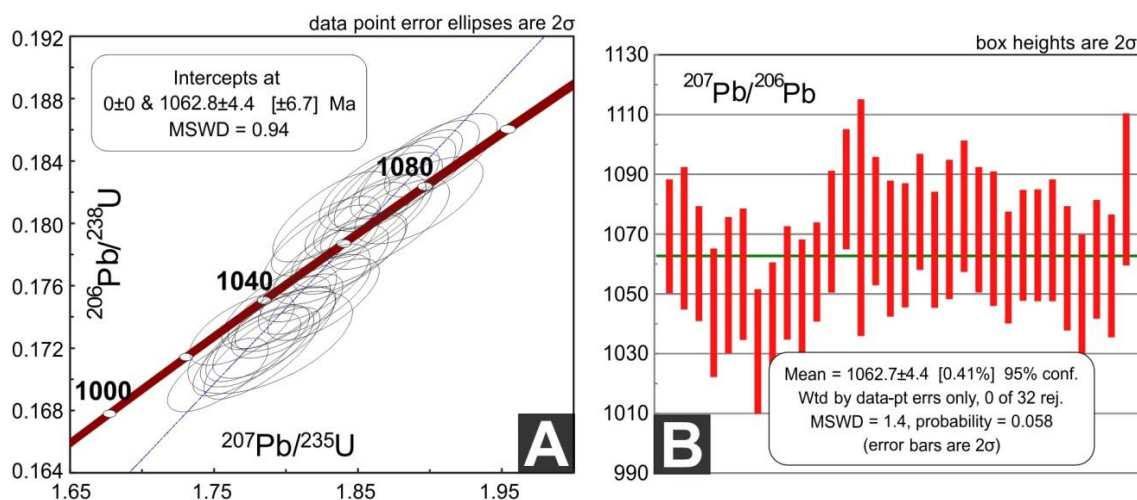 data point error ellipses are 2σ
0.192
0.188
0.184
0.180
0.176
0.172
0.168
0.164
206Pb/238U
Intercepts at
0±0 & 1062.8±4.4 [±6.7] Ma
MSWD = 0.94
1080
1040
1000
207Pb/235U
A
1.65
1.75
1.85
1.95
box heights are 2σ
1130
1110
1090
1070
1050
1030
1010
990
207Pb/206Pb
Mean = 1062.7±4.4 [0.41%] 95% conf.
Wtd by data-pt errs only, 0 of 32 rej.
MSWD = 1.4, probability = 0.058
(error bars are 2σ)
B